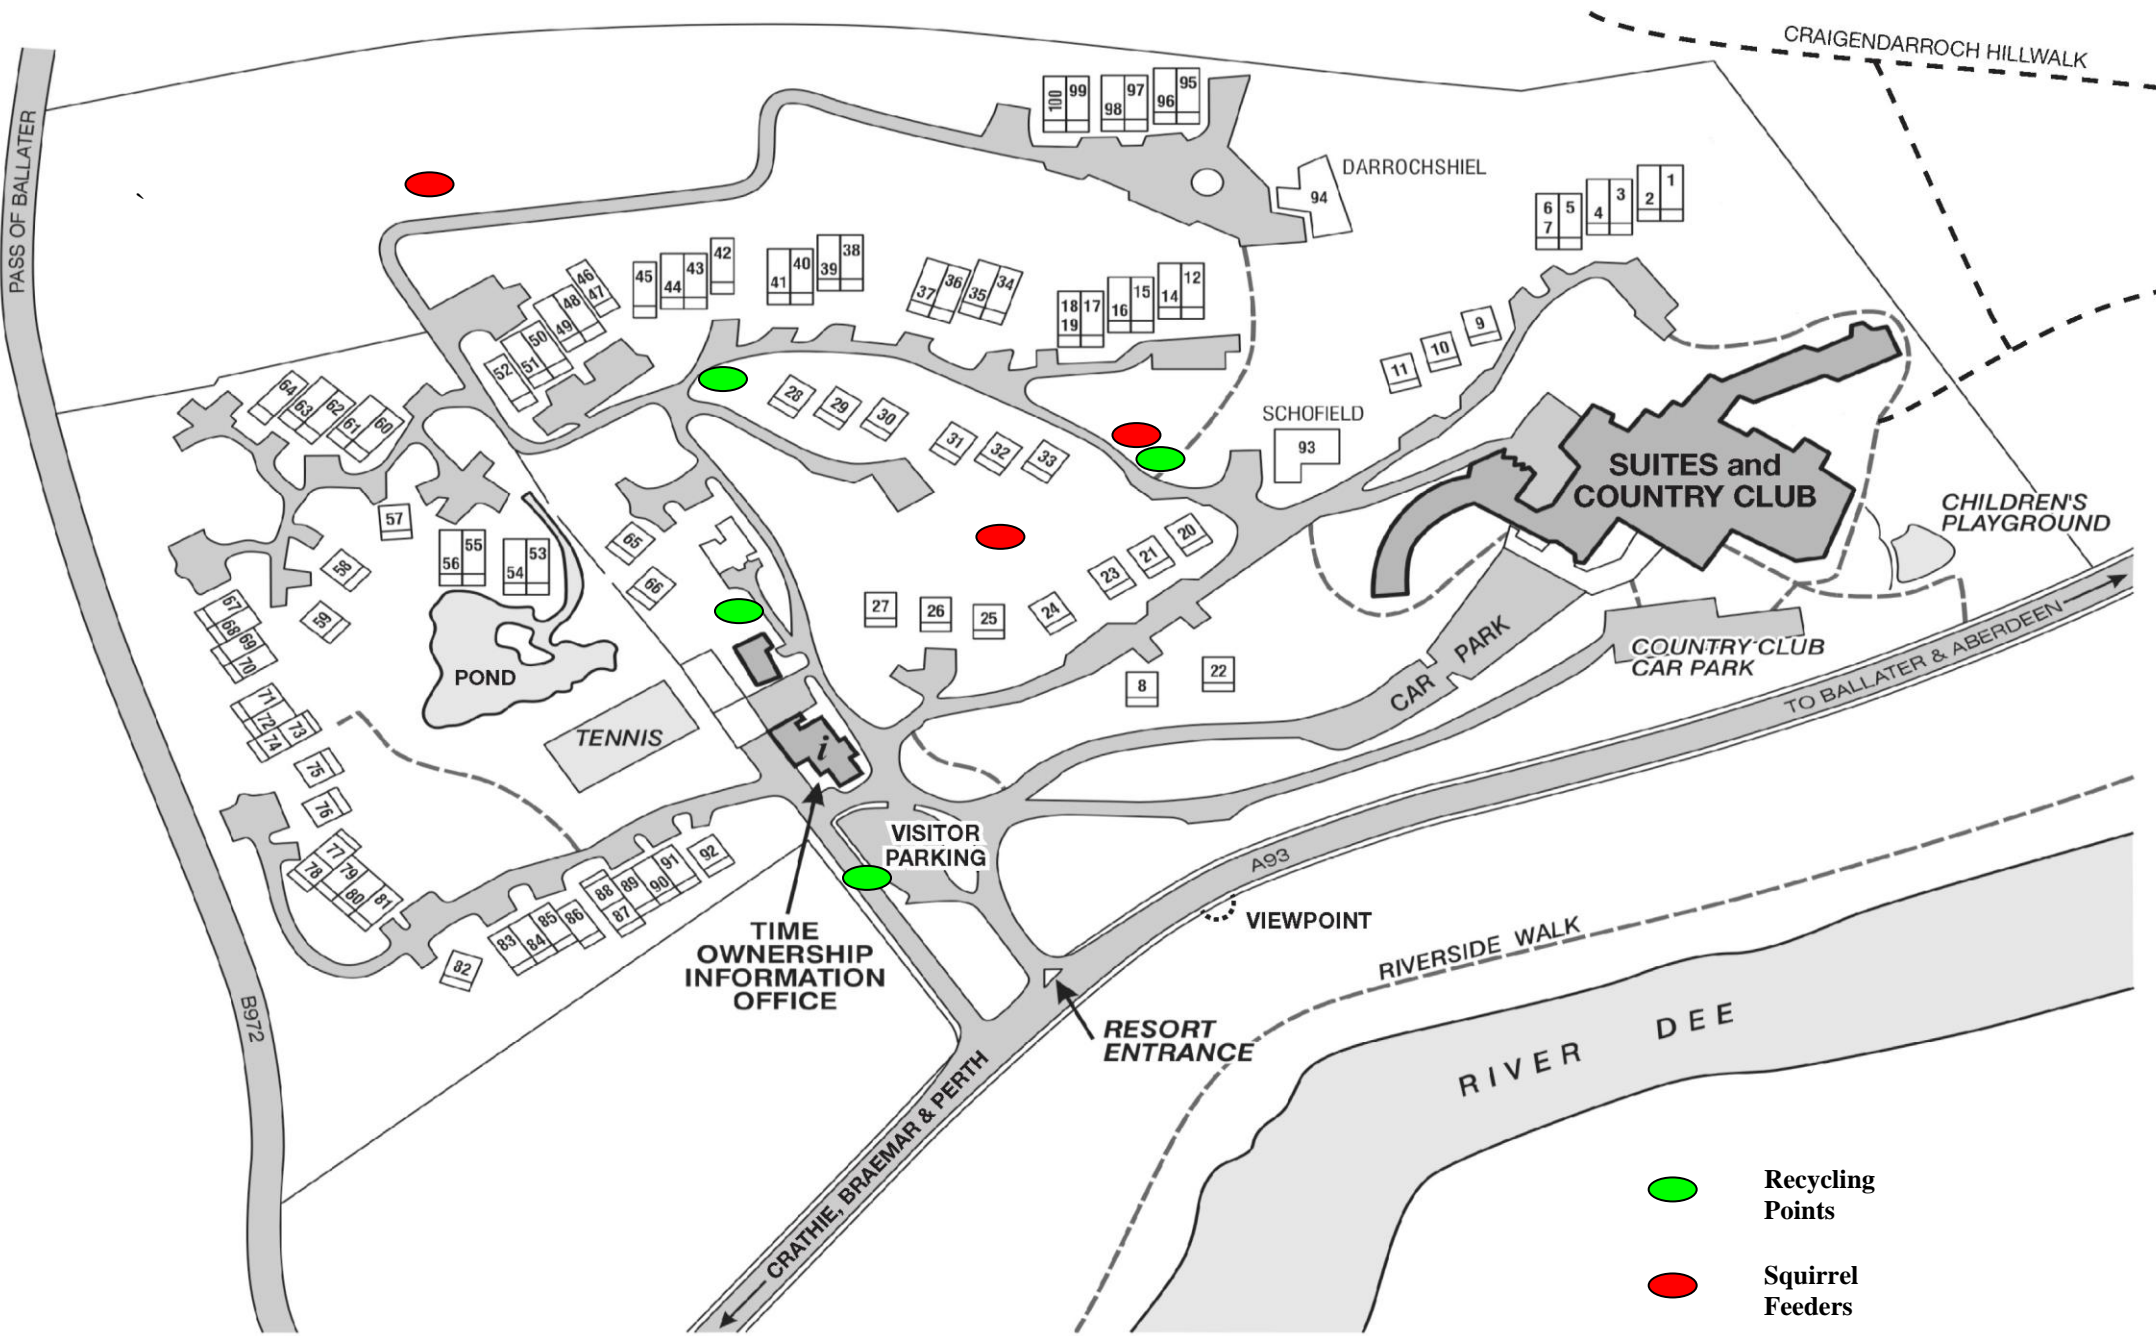 CRAIGENDARROCH HILLWALK
PASS OF BALLATER
100 99
98 97
96 95
DARROCHSHIEL
94
6 5
7
4 3
2 1
45
44 43
42
41 40
39 38
37 36
35 34
18 17
19
16 15
14 12
46
47
48
49
50
51
52
9
10
11
64
63
62
61
60
28
29
30
31
32
33
SCHOFIELD
93
SUITES and
COUNTRY CLUB
CHILDREN'S
PLAYGROUND
57
56 55
54 53
58
59
65
66
20
21
23
24
25
26
27
8
22
67
68
69
70
71
72
73
74
75
76
77
78
79
80
81
POND
TENNIS
i
CAR PARK
COUNTRY CLUB
CAR PARK
TO BALLATER & ABERDEEN
VISITOR
PARKING
A93
VIEWPOINT
82
83
84
85
86
87
88
89
90
91
92
TIME
OWNERSHIP
INFORMATION
OFFICE
B972
RESORT
ENTRANCE
RIVERSIDE WALK
RIVER DEE
CRATHIE, BRAEMAR & PERTH
Recycling
Points
Squirrel
Feeders